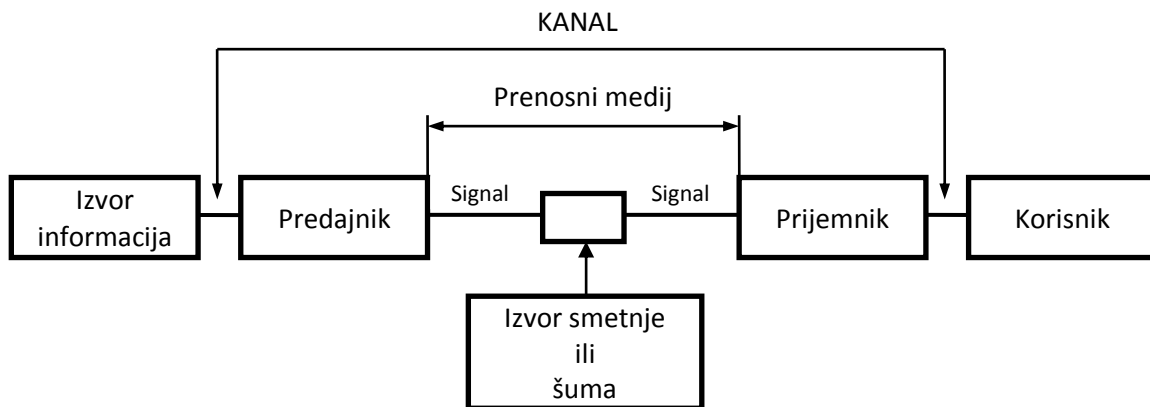 KANAL
Prenosni medij
Izvor
informacija
Predajnik
Signal
Signal
Prijemnik
Korisnik
Izvor smetnje
ili
šuma